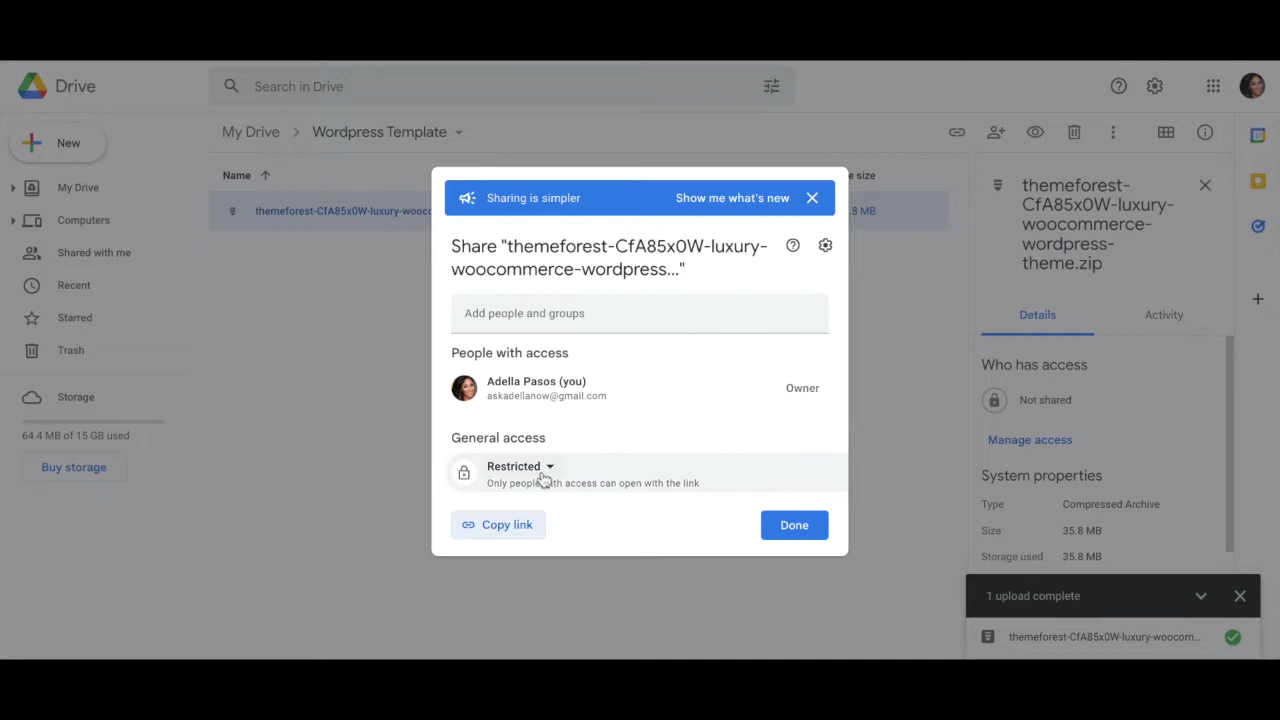 Drive
Search in Drive
New
My Drive
Wordpress Template
Name
e size
My Drive
Computers
Shared with me
Recent
Starred
Trash
Storage
64.4 MB of 15 GB used
Buy storage
themeforest-CfA85x0W-luxury-wooco
.8 MB
Sharing is simpler
Show me what's new
Share "themeforest-CfA85x0W-luxury-
woocommerce-wordpress..."
Add people and groups
People with access
Adella Pasos (you)
askadellanow@gmail.com
Owner
General access
Restricted
Only people with access can open with the link
Copy link
Done
themeforest-
CfA85x0W-luxury-
woocommerce-
wordpress-
theme.zip
Details
Activity
Who has access
Not shared
Manage access
System properties
Type
Compressed Archive
Size
35.8 MB
Storage used
35.8 MB
1 upload complete
themeforest-CfA85x0W-luxury-woocom...